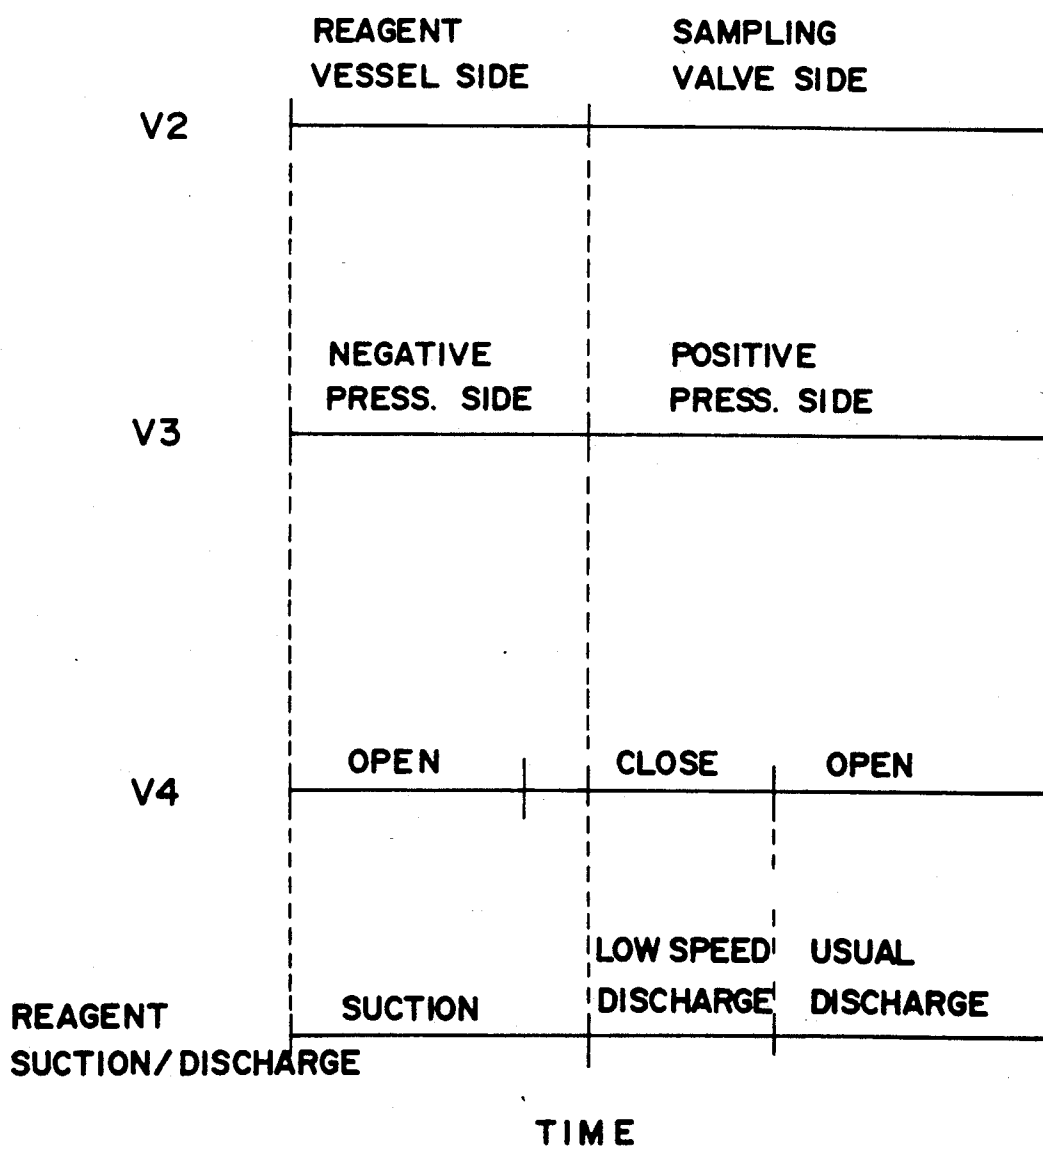 REAGENT
VESSEL SIDE
SAMPLING
VALVE SIDE
V2
NEGATIVE
PRESS. SIDE
POSITIVE
PRESS. SIDE
V3
OPEN
CLOSE
OPEN
V4
LOW SPEED
DISCHARGE
USUAL
DISCHARGE
SUCTION
REAGENT
SUCTION/DISCHARGE
TIME